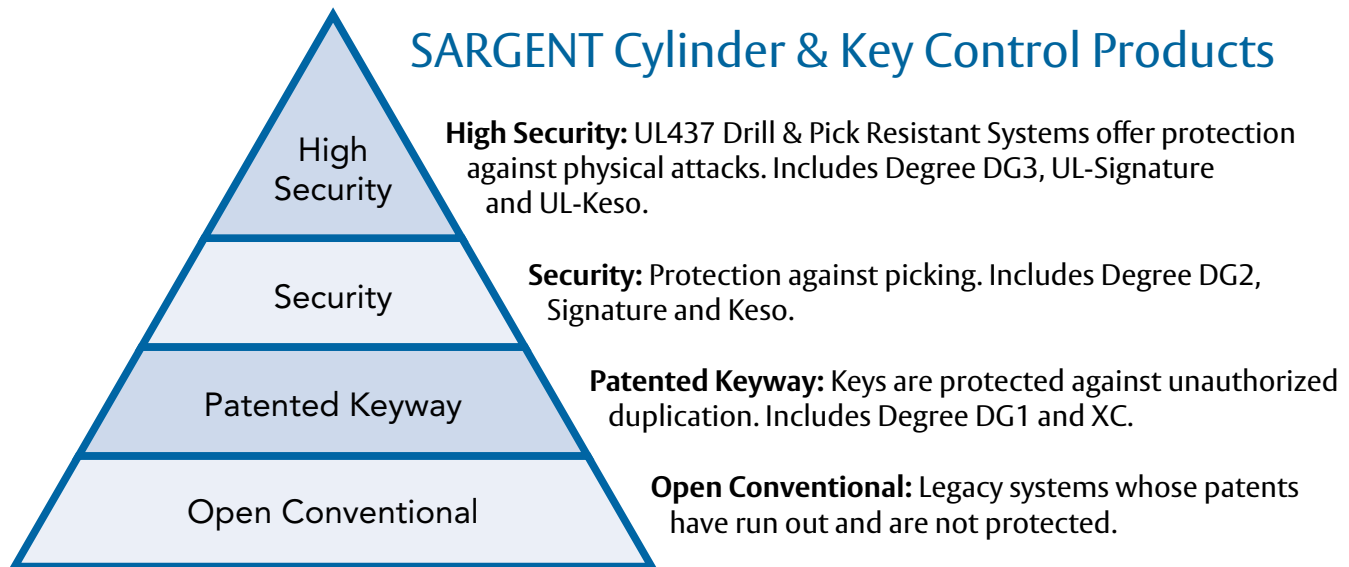 SARGENT Cylinder & Key Control Products
High
Security
High Security: UL437 Drill & Pick Resistant Systems offer protection
against physical attacks. Includes Degree DG3, UL-Signature
and UL-Keso.
Security
Security: Protection against picking. Includes Degree DG2,
Signature and Keso.
Patented Keyway
Patented Keyway: Keys are protected against unauthorized
duplication. Includes Degree DG1 and XC.
Open Conventional
Open Conventional: Legacy systems whose patents
have run out and are not protected.